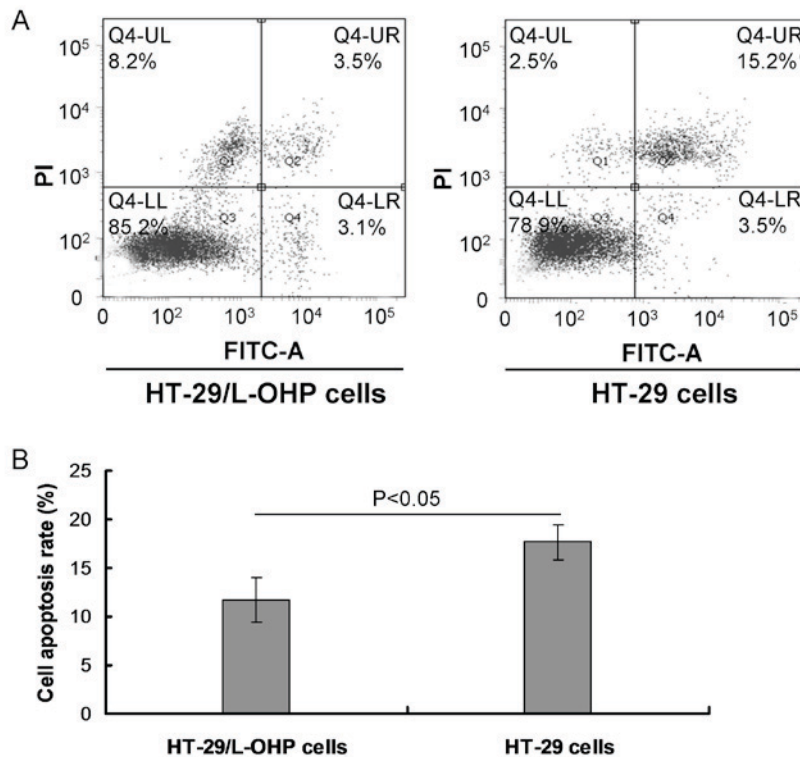 A
Q4-UL
8.2%
Q4-UR
3.5%
Q4-LL
85.2%
Q4-LR
3.1%
Q1
Q2
Q3
Q4
10⁵
10⁴
10³
10²
0
PI
0 10² 10³ 10⁴ 10⁵
FITC-A
HT-29/L-OHP cells
Q4-UL
2.5%
Q4-UR
15.2%
Q4-LL
78.9%
Q4-LR
3.5%
Q1
Q2
Q3
Q4
10⁵
10⁴
10³
10²
0
PI
0 10² 10³ 10⁴ 10⁵
FITC-A
HT-29 cells
B
Cell apoptosis rate (%)
25
20
15
10
5
0
P<0.05
HT-29/L-OHP cells HT-29 cells